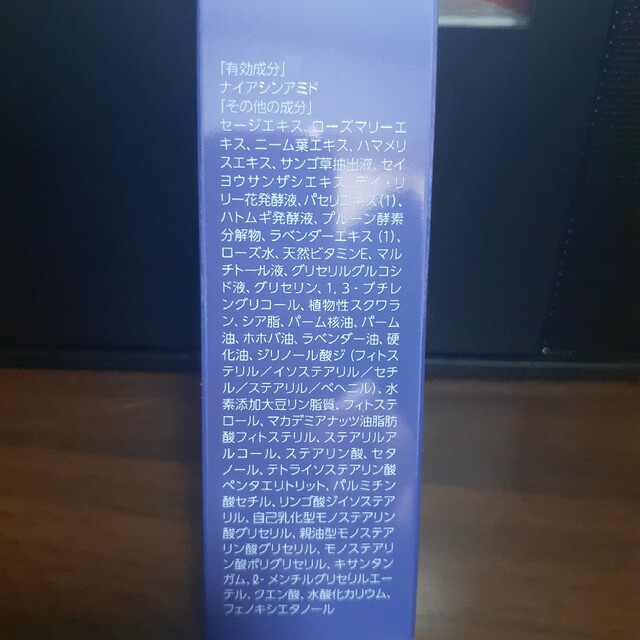 「有効成分」
ナイアシンアミド
「その他の成分」
セージエキス、ローズマリーエ
キス、ニーム葉エキス、ハマメリ
スエキス、サンゴ草抽出液、セイ
ヨウサンザシエキス、デイ・リ
リー花発酵液、パセリエキス(1)、
ハトムギ発酵液、プルーン酵素
分解物、ラベンダーエキス(1)、
ローズ水、天然ビタミンE、マル
チトール液、グリセリルグルコシ
ド液、グリセリン、1,3-ブチレ
ングリコール、植物性スクワラ
ン、シア脂、パーム核油、パーム
油、ホホバ油、ラベンダー油、硬
化油、ジリノール酸ジ(フィトス
テリル/イソステアリル/セチ
ル/ステアリル/ベヘニル)、水
素添加大豆リン脂質、フィトステ
ロール、マカデミアナッツ油脂肪
酸フィトステリル、ステアリルア
ルコール、ステアリン酸、セタ
ノール、テトライソステアリン酸
ペンタエリトリット、パルミチン
酸セチル、リンゴ酸ジイソステア
リル、自己乳化型モノステアリン
酸グリセリル、親油型モノステア
リン酸グリセリル、モノステアリ
ン酸ポリグリセリル、キサンタン
ガム、ℓ-メンチルグリセリルエー
テル、クエン酸、水酸化カリウム、
フェノキシエタノール